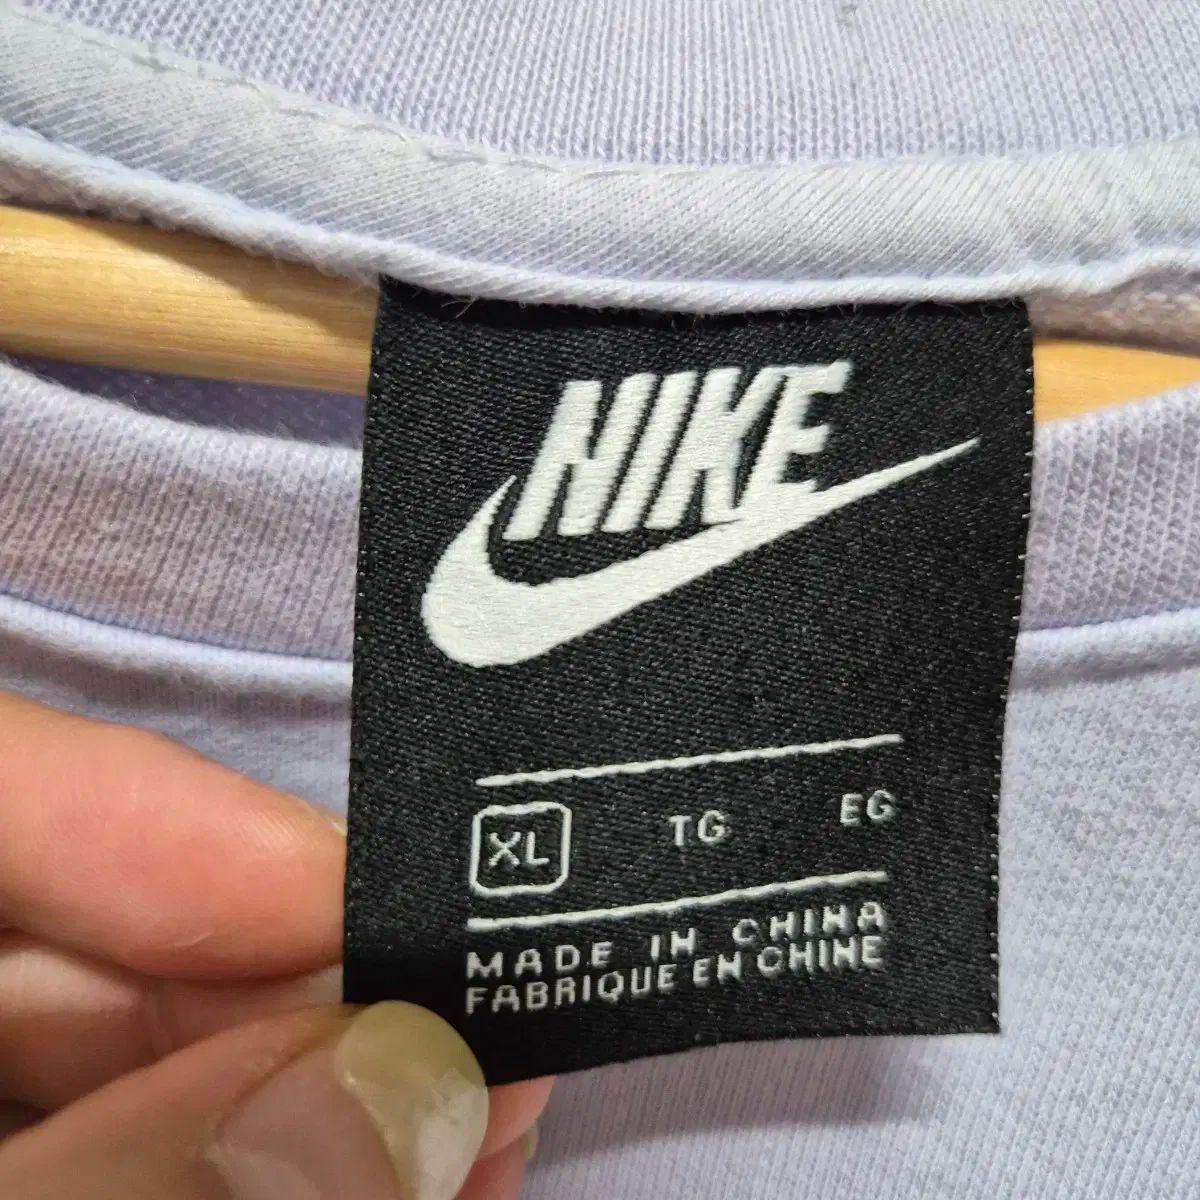 NIKE
XL TG EG
MADE IN CHINA
FABRIQUE EN CHINE